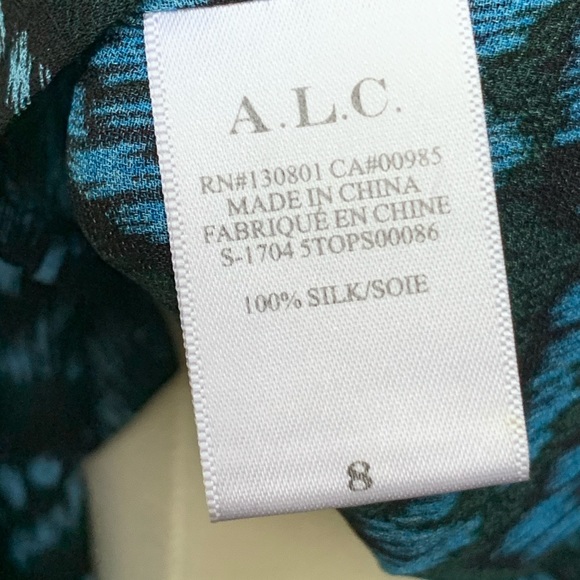 A.L.C.
RN#130801 CA#00985
MADE IN CHINA
FABRIQUÉ EN CHINE
S-1704 5TOPS00086
100% SILK/SOIE
8